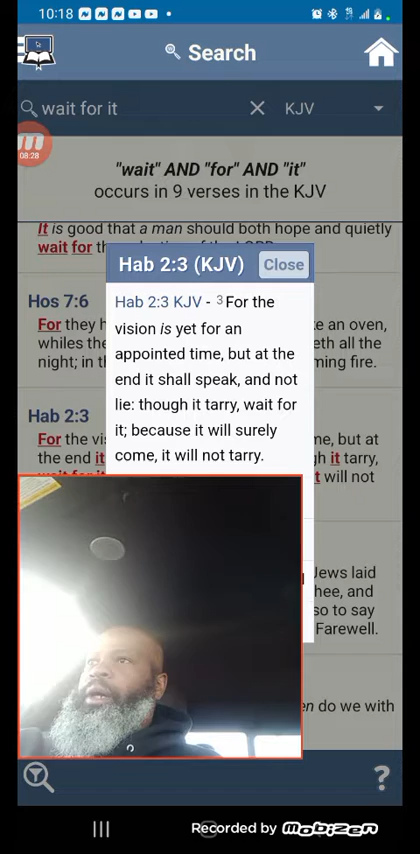 10:18
Search
wait for it
KJV
08:28
"wait" AND "for" AND "it"
occurs in 9 verses in the KJV
It is good that a man should both hope and quietly
wait for
Hab 2:3 (KJV)
Close
Hos 7:6
Hab 2:3 KJV - 3 For the
For they
vision is yet for an
an oven,
whiles the
appointed time, but at the
eth all the
night; in
end it shall speak, and not
ming fire.
lie: though it tarry, wait for
Hab 2:3
it; because it will surely
For the
me, but at
come, it will not tarry.
the end it
it tarry,
will not
Jews laid
hee, and
so to say
Farewell.
do we with
?
Recorded by mobizen